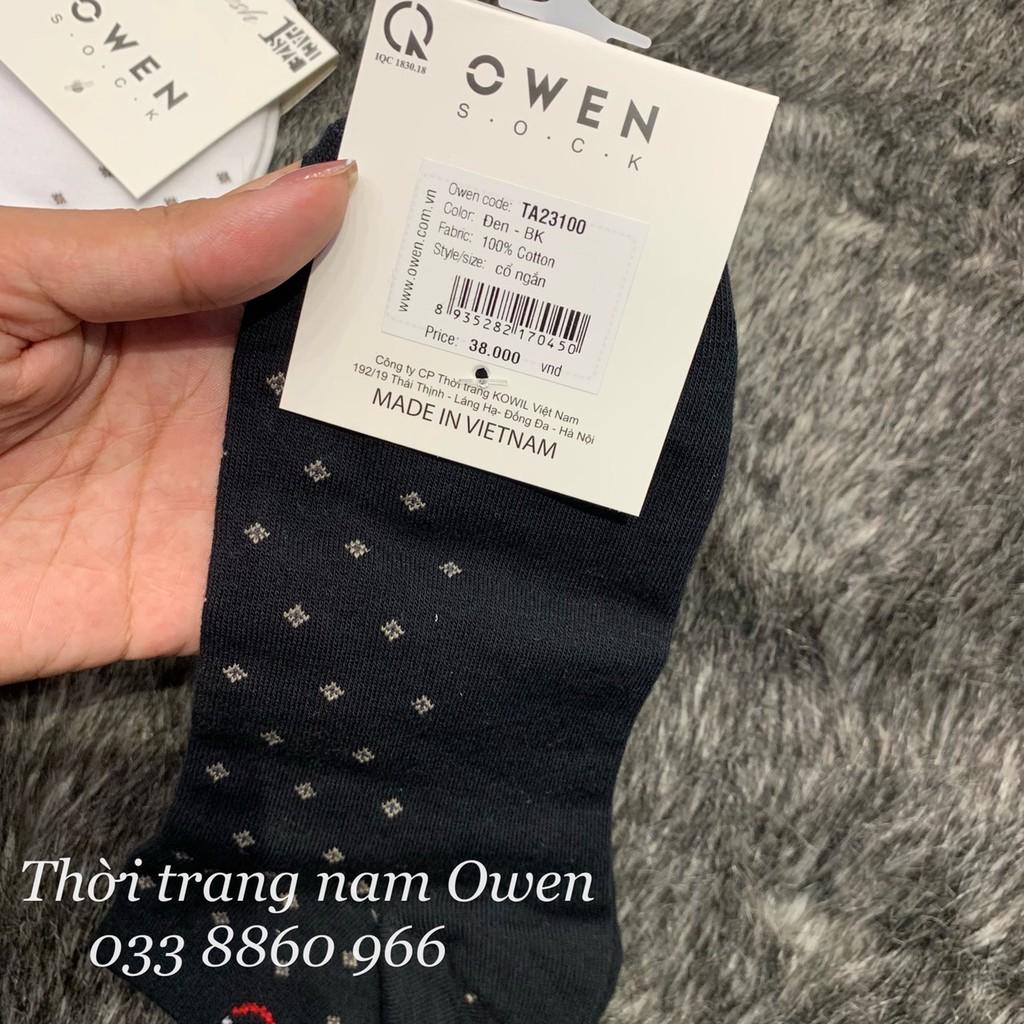 OWEN
S.O.C.K
IQC 1830.18
OWEN
S.O.C.K
www.owen.com.vn
Owen code: TA23100
Color: Đen - BK
Fabric: 100% Cotton
Style/size: cổ ngắn
8 935282 170450
Price: 38.000 vnd
Công ty CP Thời trang KOWIL Việt Nam
192/19 Thái Thịnh - Láng Hạ- Đống Đa - Hà Nội
MADE IN VIETNAM
Thời trang nam Owen
033 8860 966